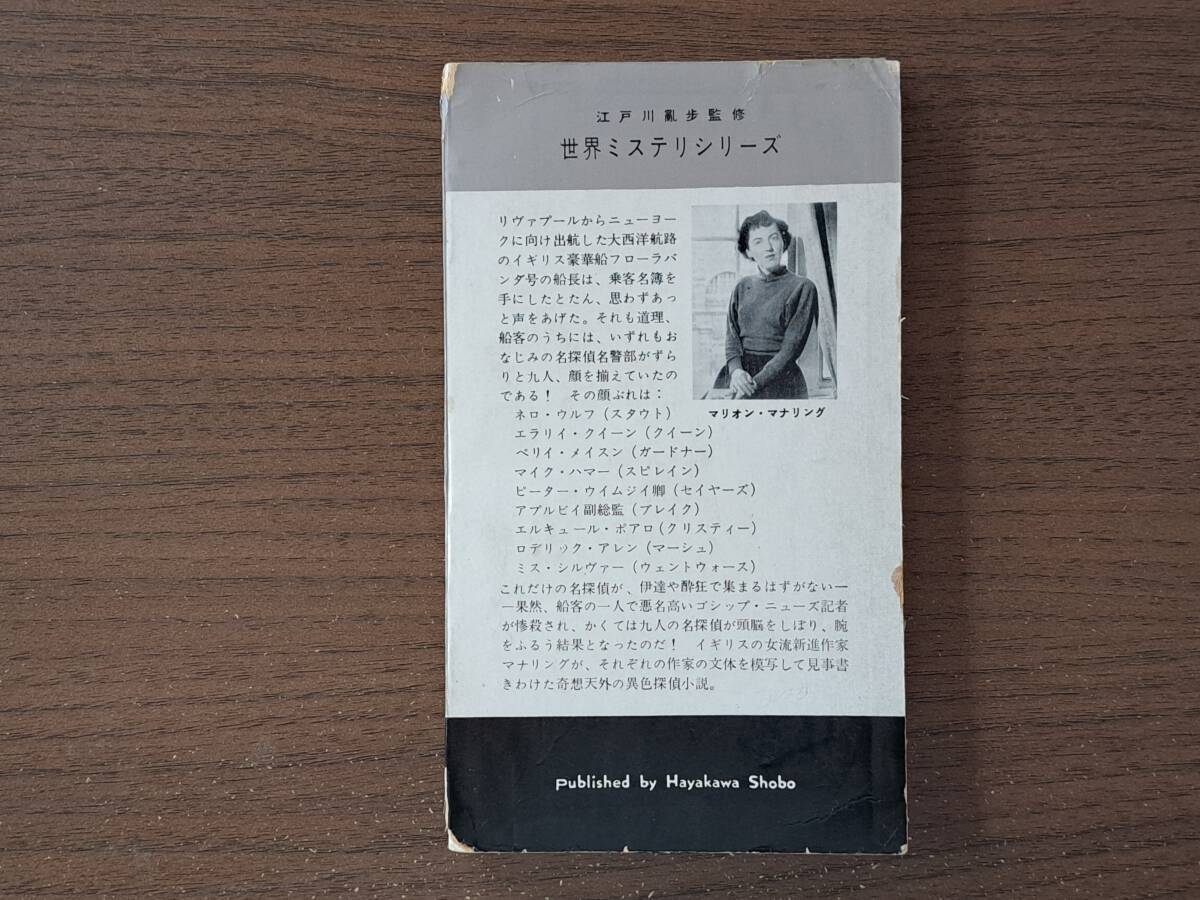 江戸川亂歩監修
世界ミステリシリーズ
リヴァプールからニューヨー
クに向け出航した大西洋航路
のイギリス豪華船フローラバ
ンダ号の船長は、乗客名簿を
手にしたとたん、思わずあっ
と声をあげた。それも道理、
船客のうちには、いずれもお
なじみの名探偵名警部がずら
りと九人、顔を揃えていたの
である！　その顔ぶれは：
マリオン・マナリング
ネロ・ウルフ（スタウト）
エラリイ・クイーン（クイーン）
ペリイ・メイスン（ガードナー）
マイク・ハマー（スピレイン）
ピーター・ウイムジイ卿（セイヤーズ）
アプルビイ副総監（ブレイク）
エルキュール・ポアロ（クリスティー）
ロデリック・アレン（マーシュ）
ミス・シルヴァー（ウェントウォース）
これだけの名探偵が、伊達や酔狂で集まるはずがない―
―果然、船客の一人で悪名高いゴシップ・ニューズ記者
が惨殺され、かくては九人の名探偵が頭脳をしぼり、腕
をふるう結果となったのだ！　イギリスの女流新進作家
マナリングが、それぞれの作家の文体を模写して見事書
きわけた奇想天外の異色探偵小説。
Published by Hayakawa Shobo